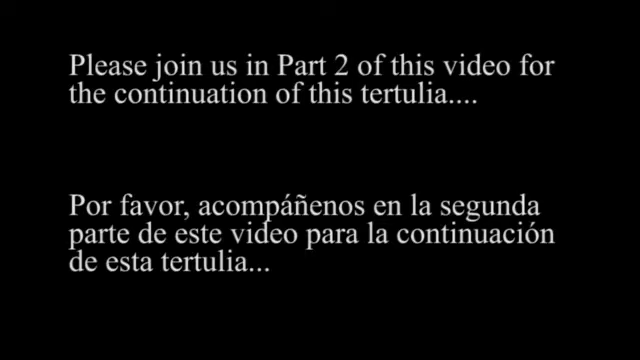 Please join us in Part 2 of this video for
the continuation of this tertulia....
Por favor, acompáñenos en la segunda
parte de este video para la continuación
de esta tertulia...